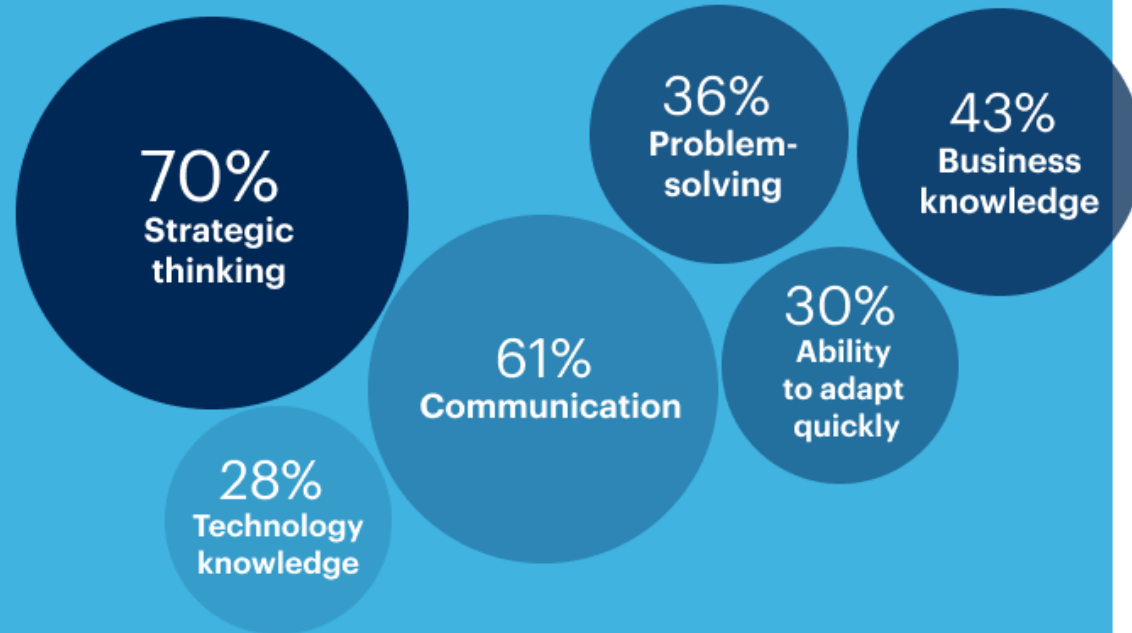 70%
Strategic
thinking
36%
Problem-
solving
43%
Business
knowledge
61%
Communication
30%
Ability
to adapt
quickly
28%
Technology
knowledge